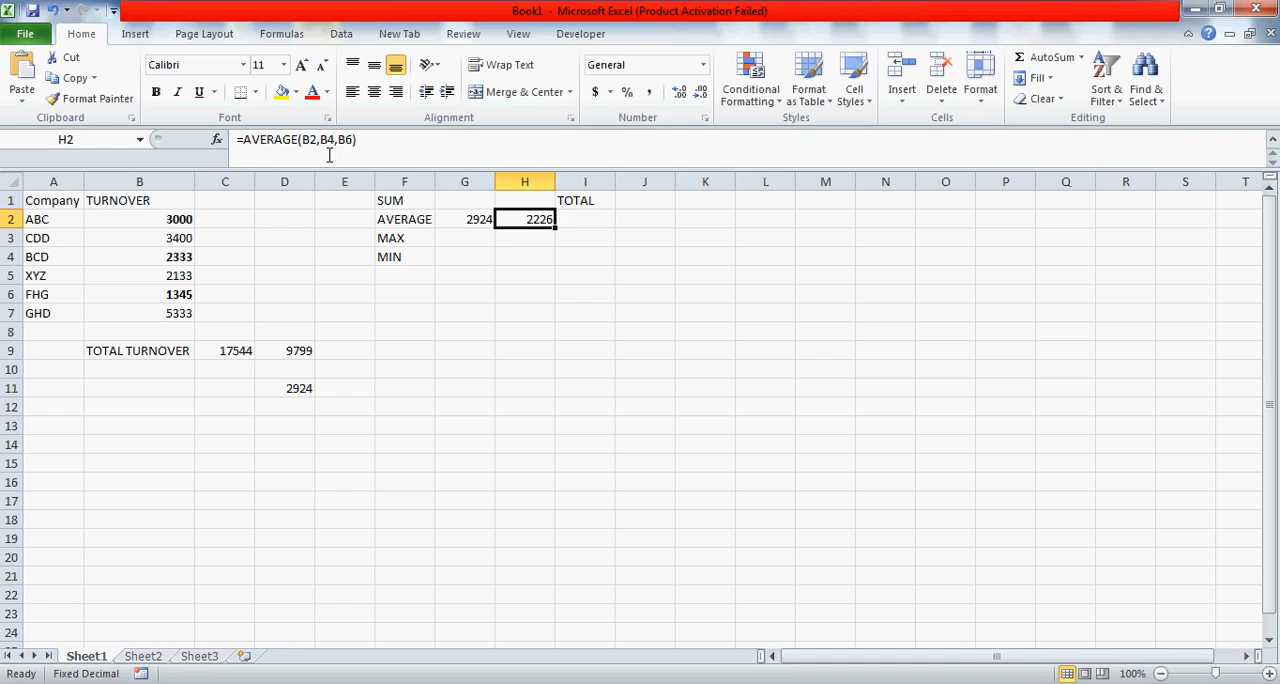 Book1 - Microsoft Excel (Product Activation Failed)
File Home Insert Page Layout Formulas Data New Tab Review View Developer
Paste Cut Calibri 11 A A Wrap Text General Conditional Formatting Format as Table Cell Styles Insert Delete Format Σ AutoSum Sort & Filter Find & Select
Copy Fill
Format Painter B I U A Merge & Center $ % , Clear
Clipboard Font Alignment Number Styles Cells Editing
H2 fx =AVERAGE(B2,B4,B6)
A B C D E F G H I J K L M N O P Q R S T
1 Company TURNOVER SUM TOTAL
2 ABC 3000 AVERAGE 2924 2226
3 CDD 3400 MAX
4 BCD 2333 MIN
5 XYZ 2133
6 FHG 1345
7 GHD 5333
8
9 TOTAL TURNOVER 17544 9799
10
11 2924
12
13
14
15
16
17
18
19
20
21
22
23
24
Sheet1 Sheet2 Sheet3
Ready Fixed Decimal 100%